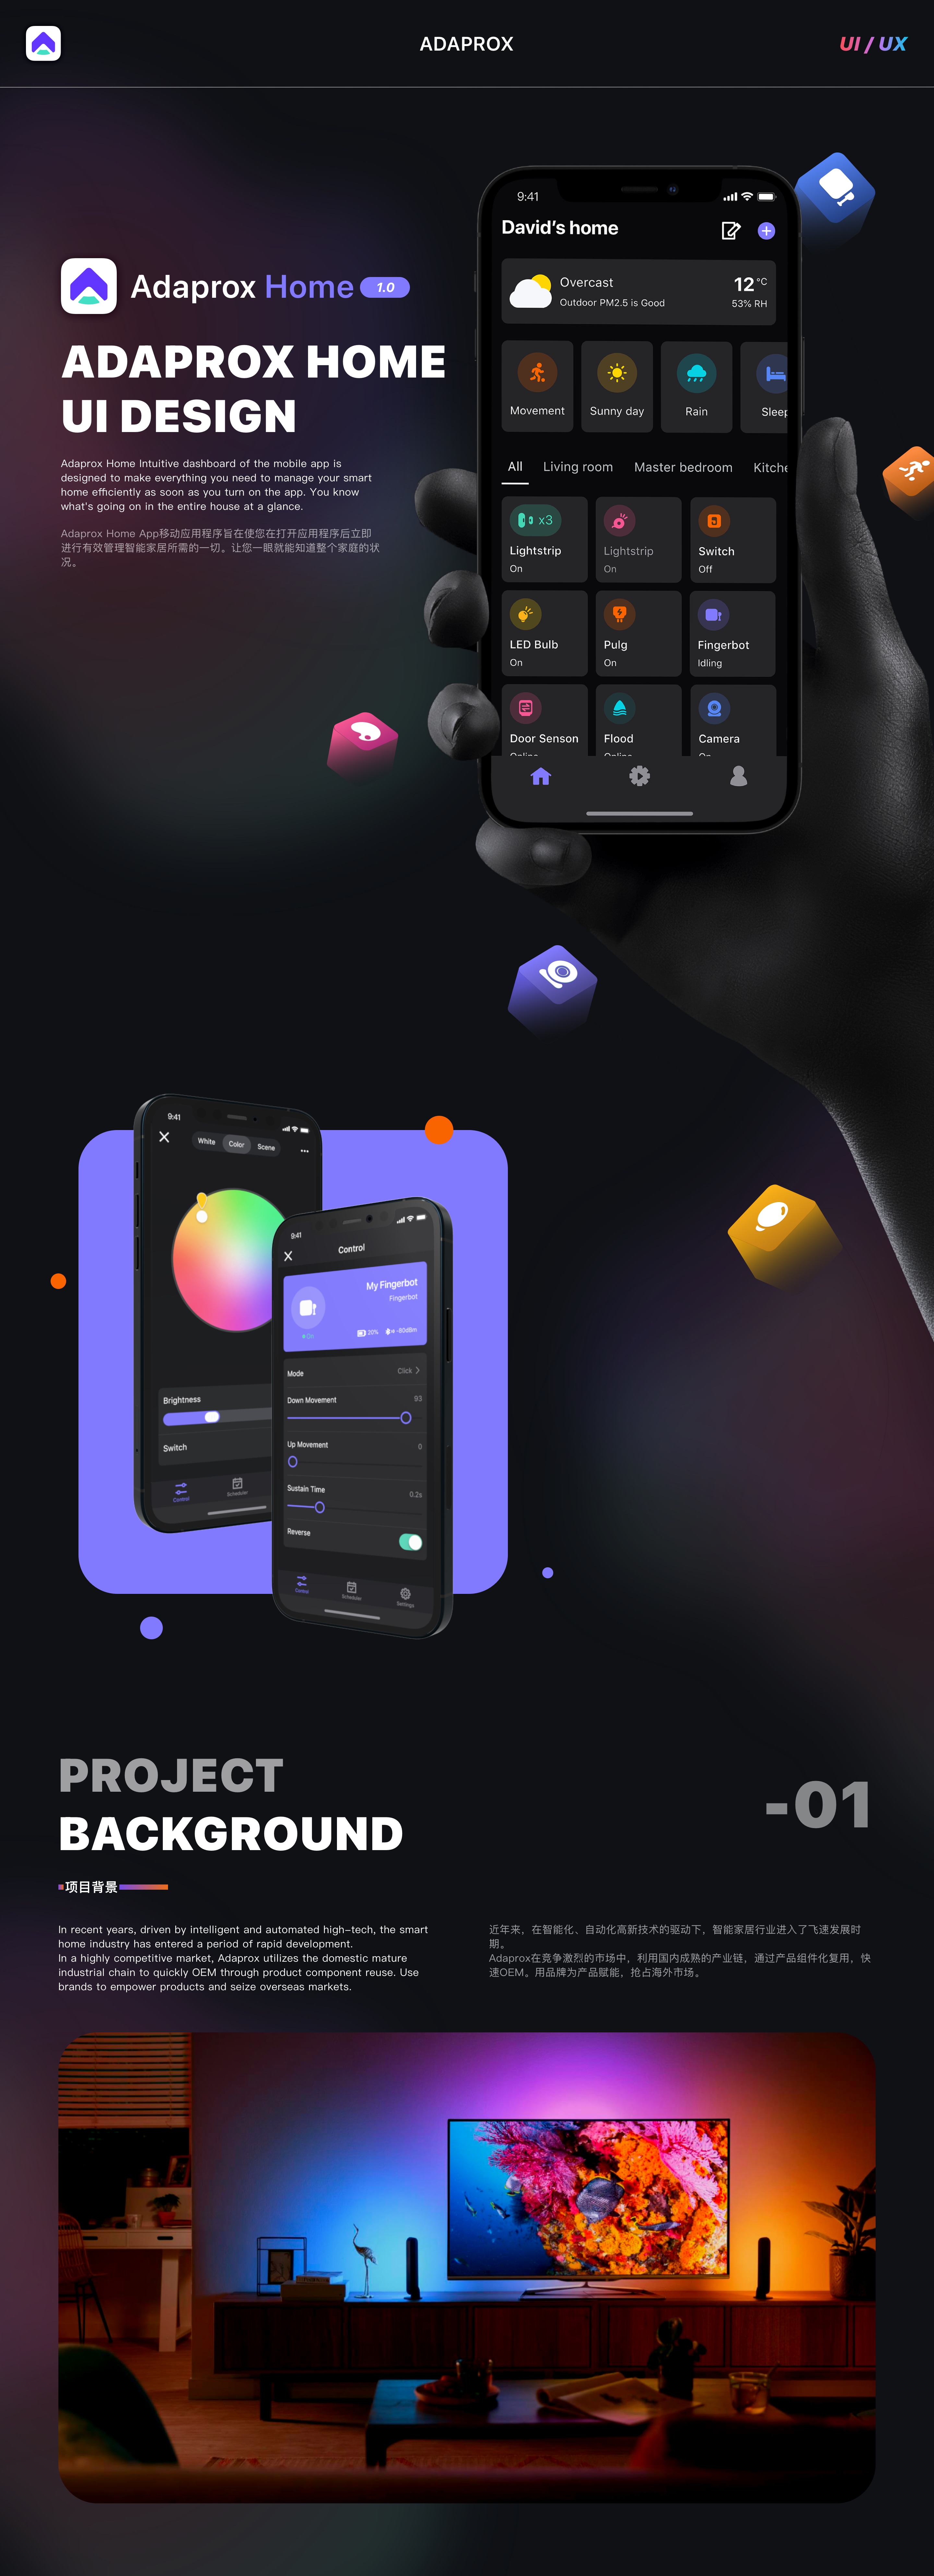 ADAPROX
UI / UX
Adaprox Home 1.0
ADAPROX HOME
UI DESIGN
Adaprox Home Intuitive dashboard of the mobile app is
designed to make everything you need to manage your smart
home efficiently as soon as you turn on the app. You know
what's going on in the entire house at a glance.
Adaprox Home App移动应用程序旨在使您在打开应用程序后立即
进行有效管理智能家居所需的一切。让您一眼就能知道整个家庭的状
况。
9:41
David's home
Overcast
Outdoor PM2.5 is Good
12 °C
53% RH
Movement
Sunny day
Rain
Sleep
All
Living room
Master bedroom
Kitche
x3
Lightstrip
On
Lightstrip
On
Switch
Off
LED Bulb
On
Pulg
On
Fingerbot
Idling
Door Senson
Online
Flood
Online
Camera
On
9:41
White
Color
Scene
Brightness
Switch
Control
Scheduler
9:41
Control
My Fingerbot
Fingerbot
On
20%
-80dBm
Mode
Click
Down Movement
93
Up Movement
0
Sustain Time
0.2s
Reverse
Control
Scheduler
Settings
PROJECT
BACKGROUND
-01
项目背景
In recent years, driven by intelligent and automated high-tech, the smart
home industry has entered a period of rapid development.
In a highly competitive market, Adaprox utilizes the domestic mature
industrial chain to quickly OEM through product component reuse. Use
brands to empower products and seize overseas markets.
近年来，在智能化、自动化高新技术的驱动下，智能家居行业进入了飞速发展时
期。
Adaprox在竞争激烈的市场中，利用国内成熟的产业链，通过产品组件化复用，快
速OEM。用品牌为产品赋能，抢占海外市场。